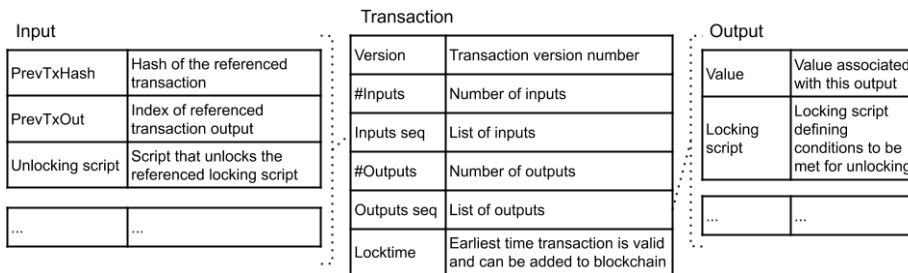 Input
PrevTxHash
Hash of the referenced
transaction
PrevTxOut
Index of referenced
transaction output
Unlocking script
Script that unlocks the
referenced locking script
...
...
Transaction
Version
Transaction version number
#Inputs
Number of inputs
Inputs seq
List of inputs
#Outputs
Number of outputs
Outputs seq
List of outputs
Locktime
Earliest time transaction is valid
and can be added to blockchain
Output
Value
Value associated
with this output
Locking
script
Locking script
defining
conditions to be
met for unlocking
...
...